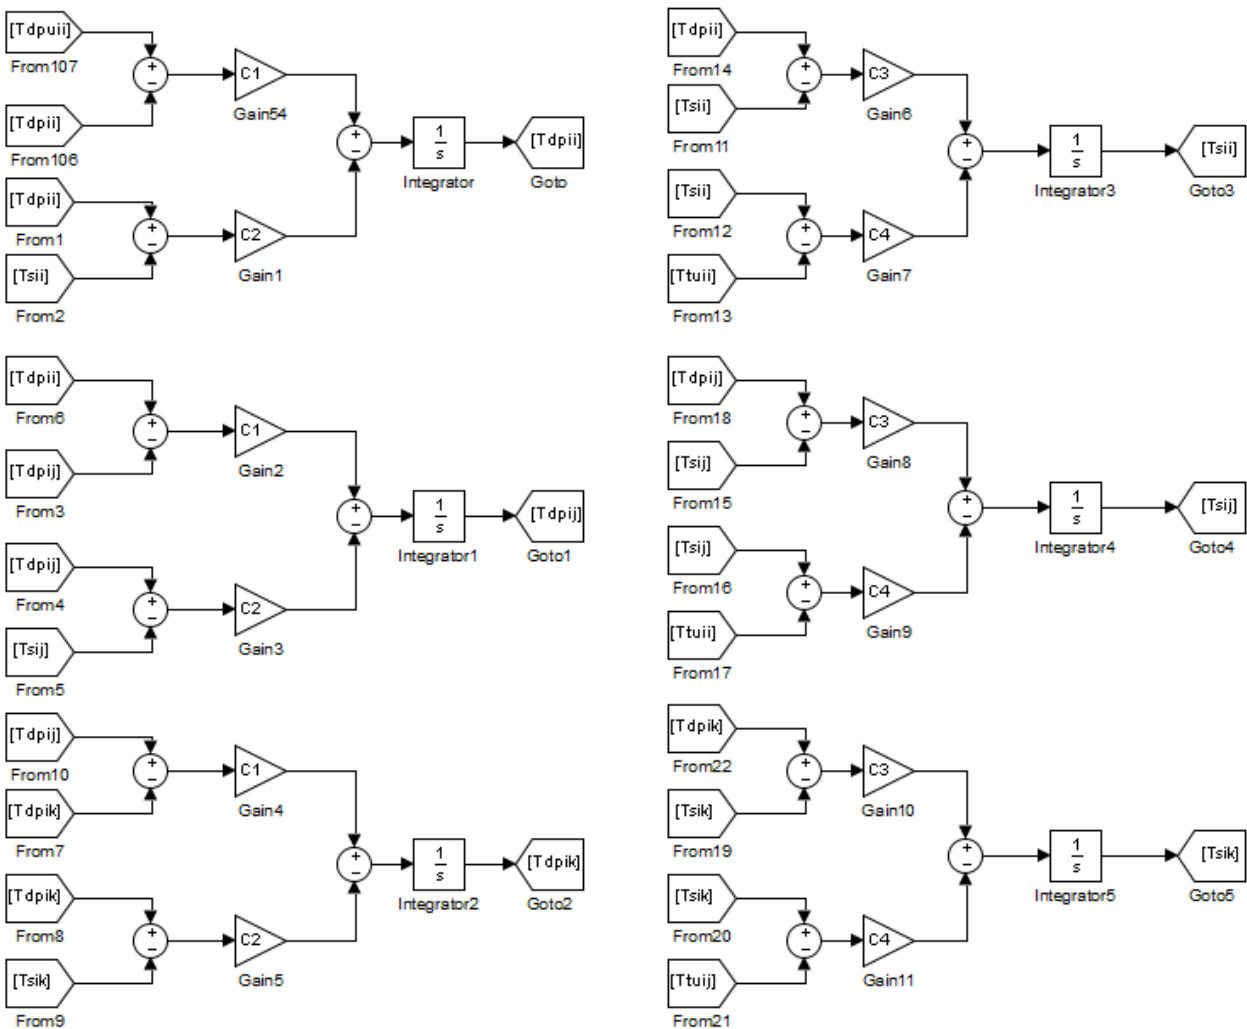 [Tdpuii]
From107
+
−
C1
Gain54
[Tdpii]
From106
+
−
1
s
Integrator
[Tdpii]
Goto
[Tdpii]
From1
+
−
C2
Gain1
[Tsii]
From2
[Tdpii]
From14
+
−
C3
Gain6
[Tsii]
From11
+
−
1
s
Integrator3
[Tsii]
Goto3
[Tsii]
From12
+
−
C4
Gain7
[Ttuii]
From13
[Tdpii]
From6
+
−
C1
Gain2
[Tdpij]
From3
+
−
1
s
Integrator1
[Tdpij]
Goto1
[Tdpij]
From4
+
−
C2
Gain3
[Tsij]
From5
[Tdpij]
From18
+
−
C3
Gain8
[Tsij]
From15
+
−
1
s
Integrator4
[Tsij]
Goto4
[Tsij]
From16
+
−
C4
Gain9
[Ttuii]
From17
[Tdpij]
From10
+
−
C1
Gain4
[Tdpik]
From7
+
−
1
s
Integrator2
[Tdpik]
Goto2
[Tdpik]
From8
+
−
C2
Gain5
[Tsik]
From9
[Tdpik]
From22
+
−
C3
Gain10
[Tsik]
From19
+
−
1
s
Integrator5
[Tsik]
Goto5
[Tsik]
From20
+
−
C4
Gain11
[Ttuij]
From21